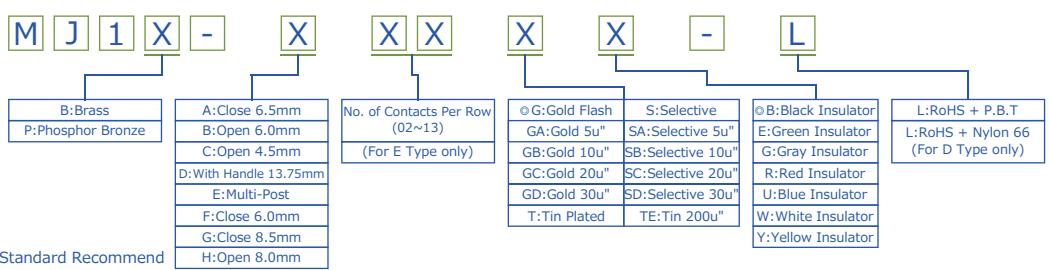 M J 1 X - X X X X X - L
B:Brass
P:Phosphor Bronze
A:Close 6.5mm
B:Open 6.0mm
C:Open 4.5mm
D:With Handle 13.75mm
E:Multi-Post
F:Close 6.0mm
G:Close 8.5mm
H:Open 8.0mm
No. of Contacts Per Row
(02~13)
(For E Type only)
◎G:Gold Flash
GA:Gold 5u"
GB:Gold 10u"
GC:Gold 20u"
GD:Gold 30u"
T:Tin Plated
S:Selective
SA:Selective 5u"
SB:Selective 10u"
SC:Selective 20u"
SD:Selective 30u"
TE:Tin 200u"
◎B:Black Insulator
E:Green Insulator
G:Gray Insulator
R:Red Insulator
U:Blue Insulator
W:White Insulator
Y:Yellow Insulator
L:RoHS + P.B.T
L:RoHS + Nylon 66
(For D Type only)
Standard Recommend